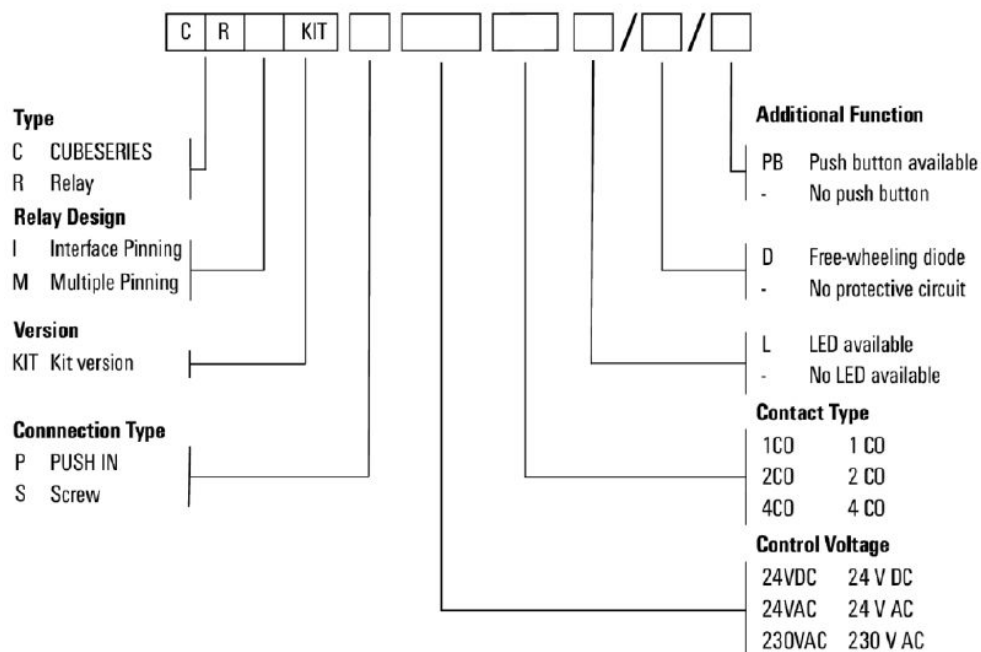 C R KIT / /
Type
C CUBESERIES
R Relay
Relay Design
I Interface Pinning
M Multiple Pinning
Version
KIT Kit version
Connnection Type
P PUSH IN
S Screw
Additional Function
PB Push button available
- No push button
D Free-wheeling diode
- No protective circuit
L LED available
- No LED available
Contact Type
1CO 1 CO
2CO 2 CO
4CO 4 CO
Control Voltage
24VDC 24 V DC
24VAC 24 V AC
230VAC 230 V AC